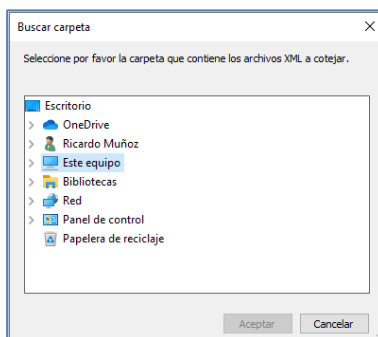 Buscar carpeta
Seleccione por favor la carpeta que contiene los archivos XML a cotejar.
Escritorio
OneDrive
Ricardo Muñoz
Este equipo
Bibliotecas
Red
Panel de control
Papelera de reciclaje
Aceptar Cancelar